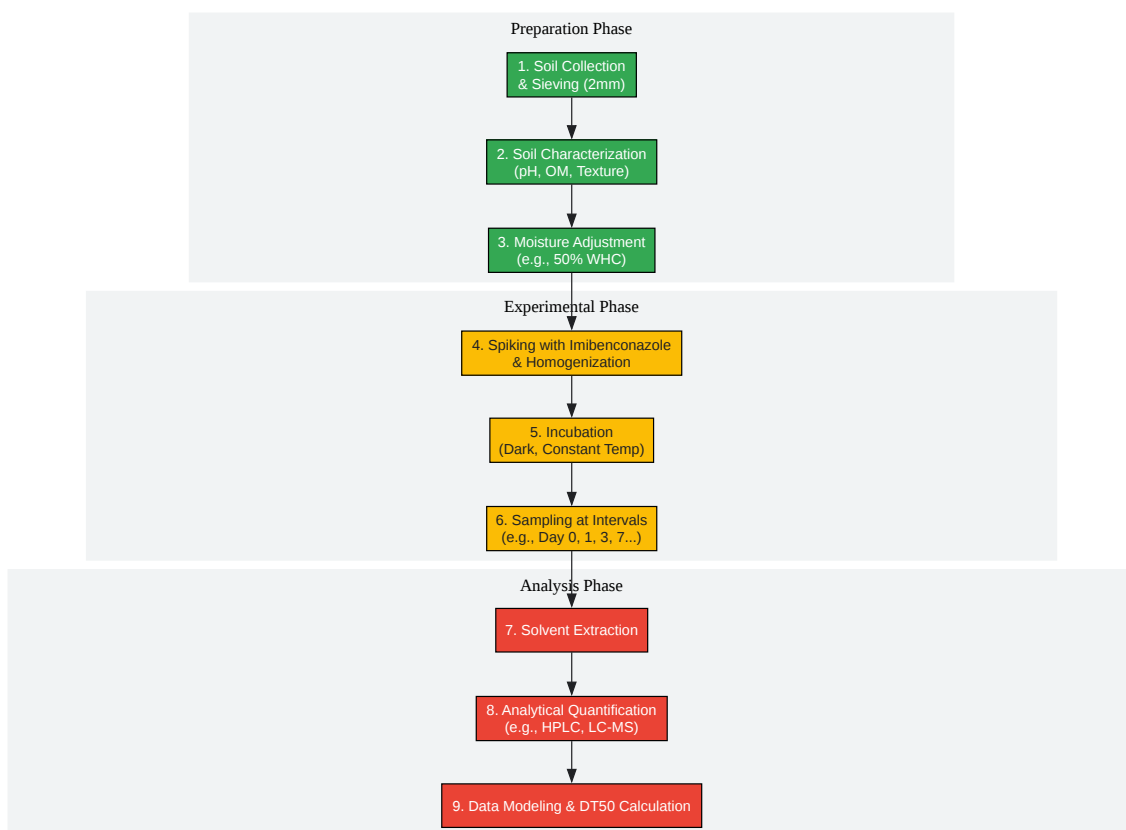 Preparation Phase
1. Soil Collection
& Sieving (2mm)
2. Soil Characterization
(pH, OM, Texture)
3. Moisture Adjustment
(e.g., 50% WHC)
Experimental Phase
4. Spiking with Imibenconazole
& Homogenization
5. Incubation
(Dark, Constant Temp)
6. Sampling at Intervals
(e.g., Day 0, 1, 3, 7...)
Analysis Phase
7. Solvent Extraction
8. Analytical Quantification
(e.g., HPLC, LC-MS)
9. Data Modeling & DT50 Calculation